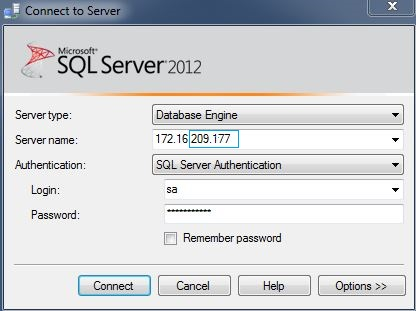 Connect to Server
Microsoft®
SQL Server® 2012
Server type: Database Engine
Server name: 172.16.209.177
Authentication: SQL Server Authentication
Login: sa
Password: ***********
Remember password
Connect Cancel Help Options >>